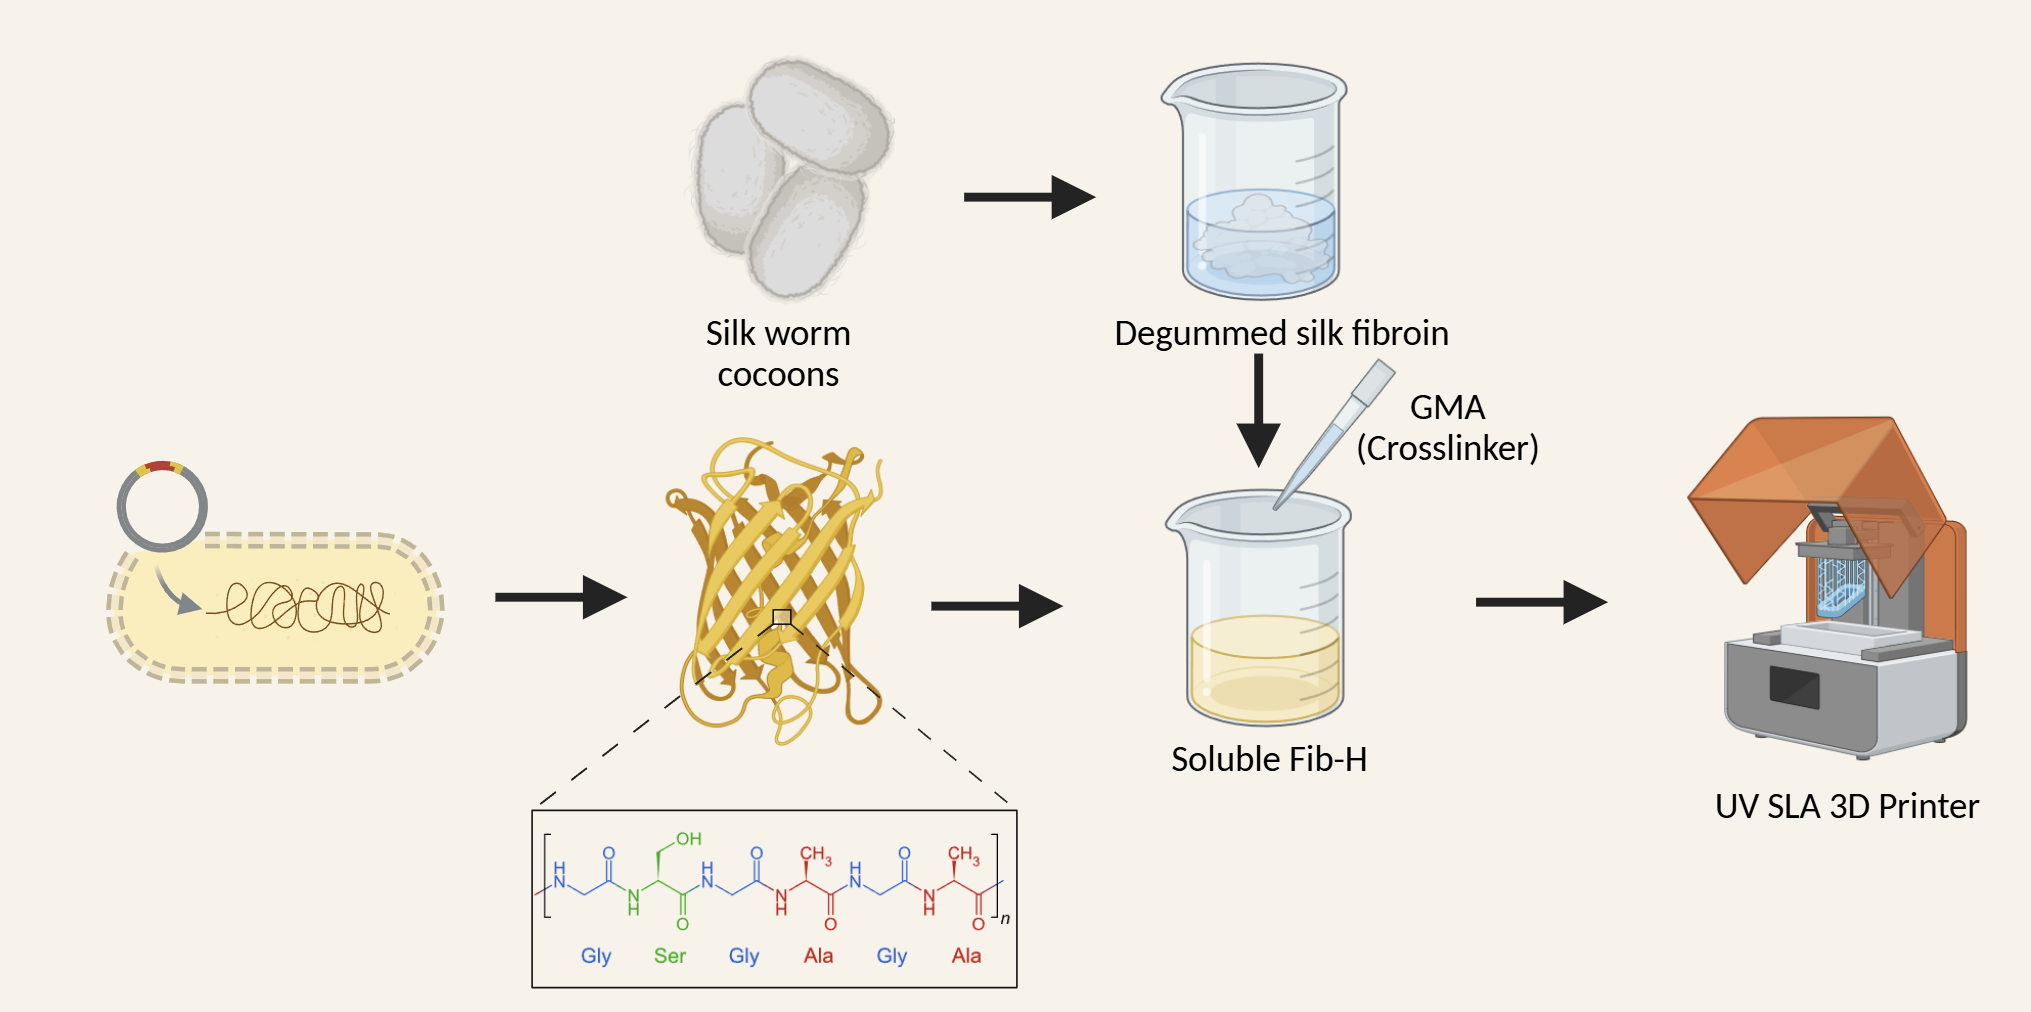 Silk worm
cocoons
Degummed silk fibroin
GMA
(Crosslinker)
Soluble Fib-H
UV SLA 3D Printer
OH
H
N
O
N
H
O
H
N
O
CH3
N
H
O
H
N
O
CH3
N
H
O
n
Gly Ser Gly Ala Gly Ala